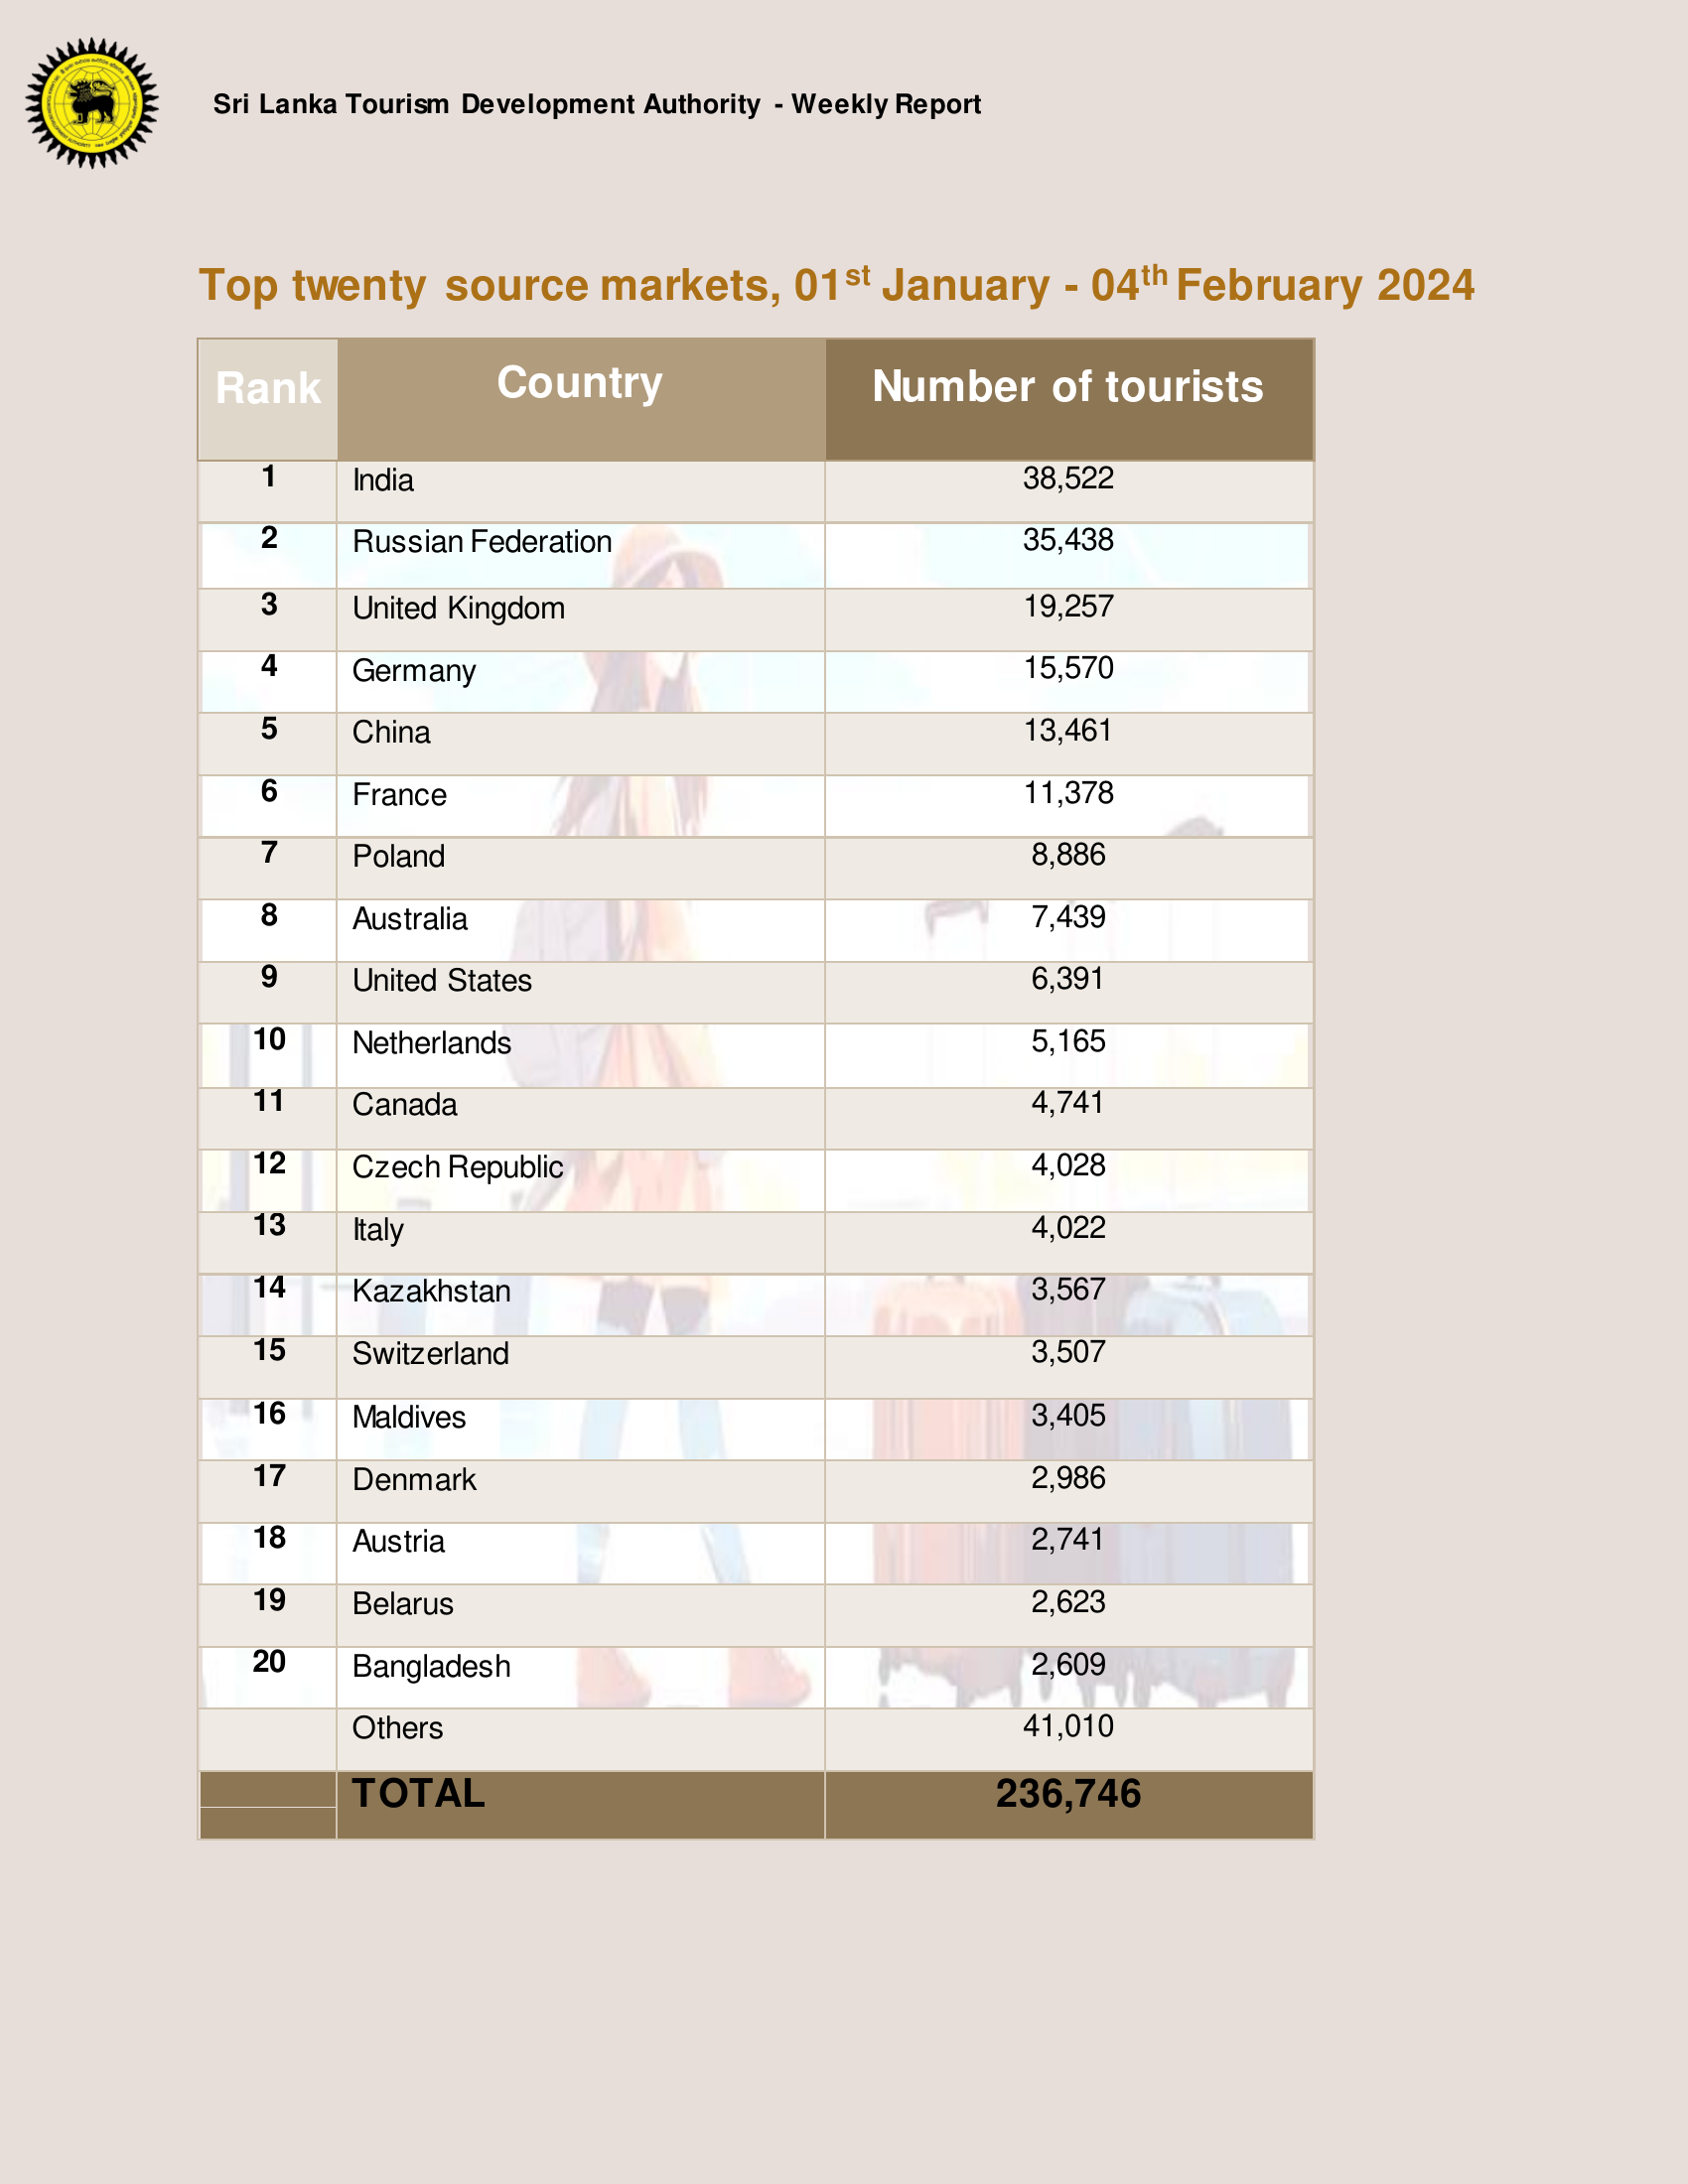 Sri Lanka Tourism Development Authority - Weekly Report
Top twenty source markets, 01st January - 04th February 2024
Rank Country Number of tourists
1 India 38,522
2 Russian Federation 35,438
3 United Kingdom 19,257
4 Germany 15,570
5 China 13,461
6 France 11,378
7 Poland 8,886
8 Australia 7,439
9 United States 6,391
10 Netherlands 5,165
11 Canada 4,741
12 Czech Republic 4,028
13 Italy 4,022
14 Kazakhstan 3,567
15 Switzerland 3,507
16 Maldives 3,405
17 Denmark 2,986
18 Austria 2,741
19 Belarus 2,623
20 Bangladesh 2,609
Others 41,010
TOTAL 236,746